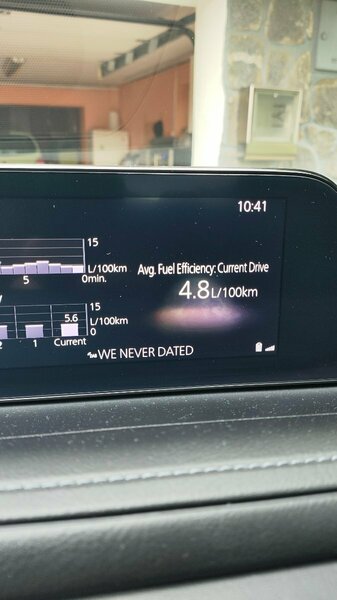 10:41
15
L/100km
5
0min.
Avg. Fuel Efficiency: Current Drive
4.8L/100km
15
5.6
L/100km
0
1
Current
WE NEVER DATED